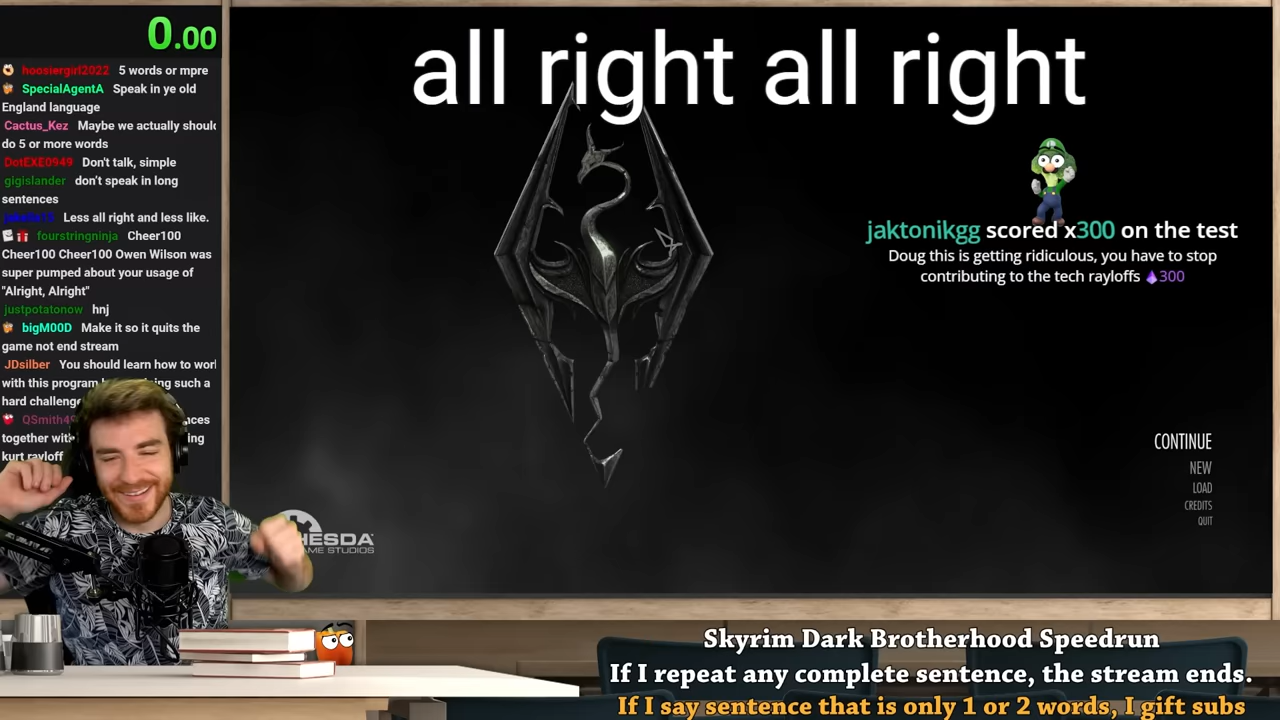 0.00
hoosiergirl2022 5 words or mpre
SpecialAgentA Speak in ye old
England language
Cactus_Kez Maybe we actually shoul
do 5 or more words
DotEXE0949 Don't talk, simple
gigislander don't speak in long
sentences
Less all right and less like.
fourstringninja Cheer100
Cheer100 Cheer100 Owen Wilson was
super pumped about your usage of
"Alright, Alright"
justpotatonow hnj
bigM00D Make it so it quits the
game not end stream
JDsilber You should learn how to wor
with this program such a
hard challenge
together
kurt rayloff
all right all right
jaktonikgg scored x300 on the test
Doug this is getting ridiculous, you have to stop
contributing to the tech rayloffs 300
CONTINUE
NEW
LOAD
CREDITS
QUIT
HESDA
AME STUDIOS
Skyrim Dark Brotherhood Speedrun
If I repeat any complete sentence, the stream ends.
If I say sentence that is only 1 or 2 words, I gift subs